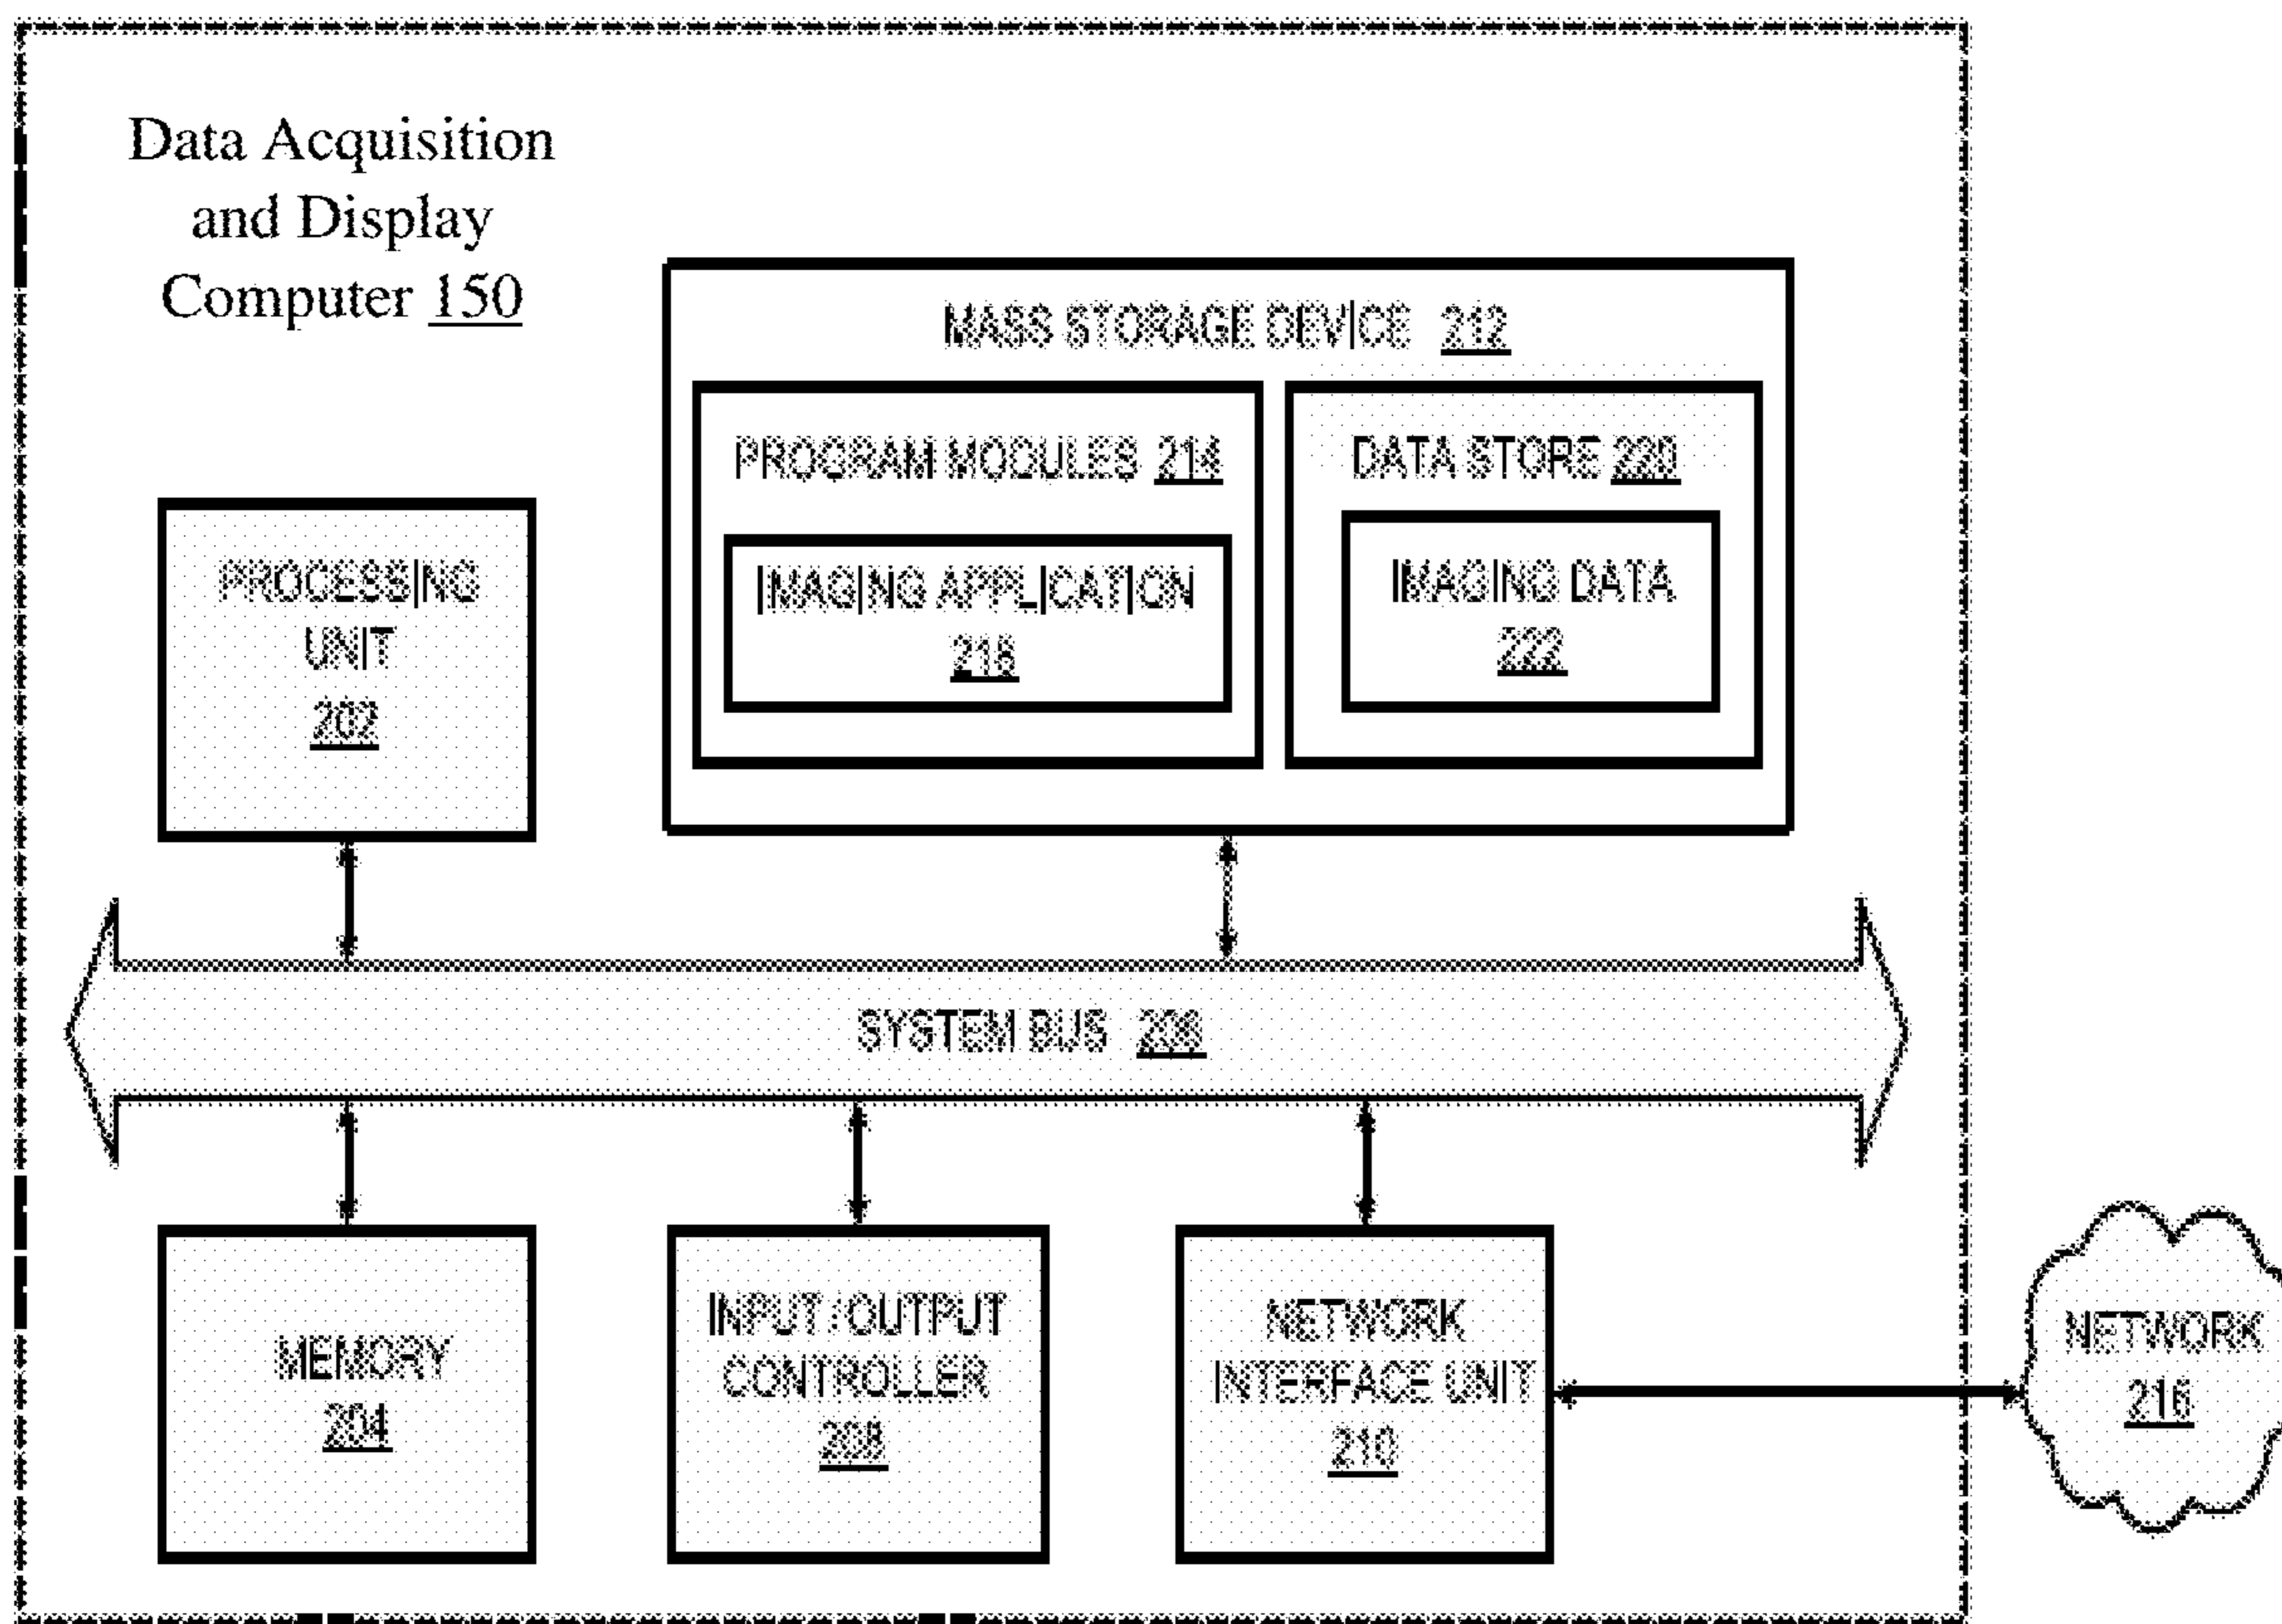 Data Acquisition
and Display
Computer 150
MASS STORAGE DEVICE 212
PROGRAM MODULES 214
DATA STORE 220
IMAGING APPLICATION
IMAGING DATA
222
PROCESSING
UNIT
202
SYSTEM BUS
MEMORY
204
INPUT / OUTPUT
CONTROLLER
208
NETWORK
INTERFACE UNIT
210
NETWORK
216